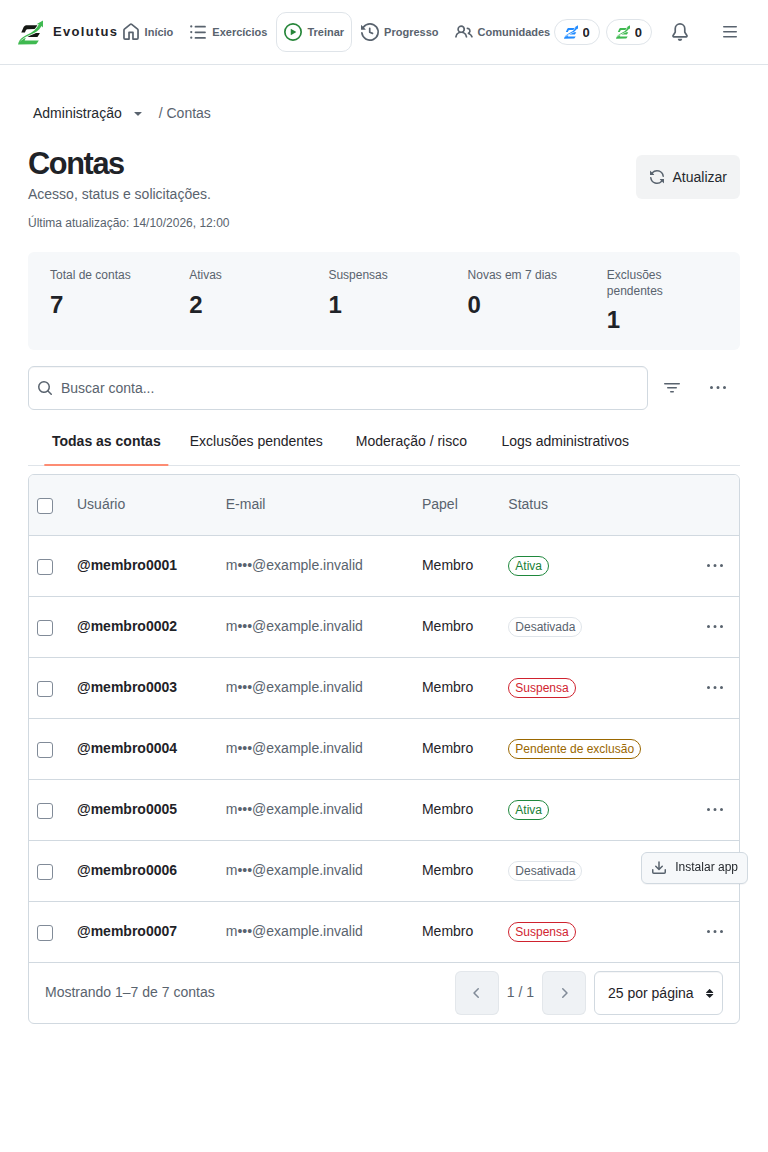 Evolutus Início Exercícios Treinar Progresso Comunidades 0 0
Administração / Contas
Contas
Acesso, status e solicitações.
Última atualização: 14/10/2026, 12:00
Atualizar
Total de contas Ativas Suspensas Novas em 7 dias Exclusões pendentes
7 2 1 0 1
Buscar conta...
Todas as contas Exclusões pendentes Moderação / risco Logs administrativos
Usuário E-mail Papel Status
@membro0001 m•••@example.invalid Membro Ativa
@membro0002 m•••@example.invalid Membro Desativada
@membro0003 m•••@example.invalid Membro Suspensa
@membro0004 m•••@example.invalid Membro Pendente de exclusão
@membro0005 m•••@example.invalid Membro Ativa
@membro0006 m•••@example.invalid Membro Desativada
Instalar app
@membro0007 m•••@example.invalid Membro Suspensa
Mostrando 1–7 de 7 contas 1 / 1 25 por página